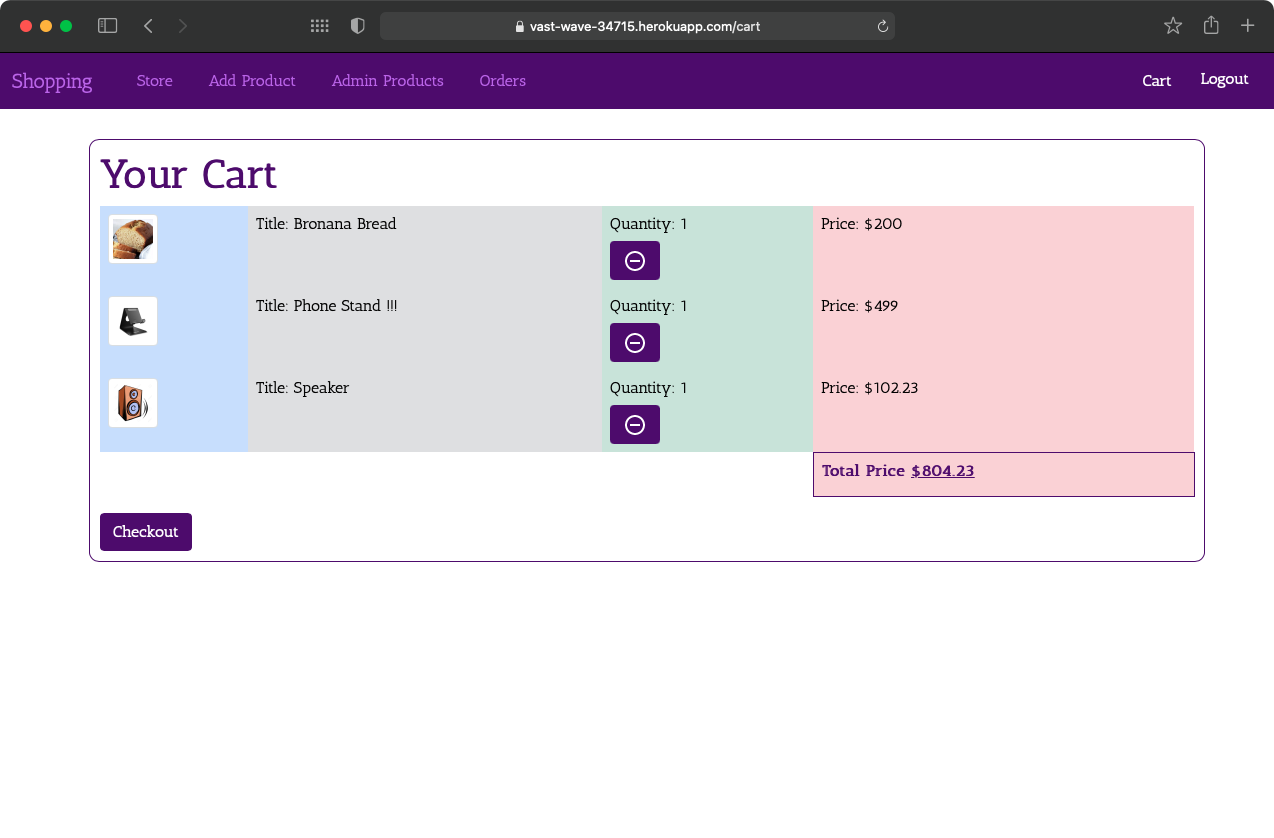 vast-wave-34715.herokuapp.com/cart
Shopping Store Add Product Admin Products Orders Cart Logout
Your Cart
Title: Bronana Bread Quantity: 1 Price: $200
Title: Phone Stand !!! Quantity: 1 Price: $499
Title: Speaker Quantity: 1 Price: $102.23
Total Price $804.23
Checkout